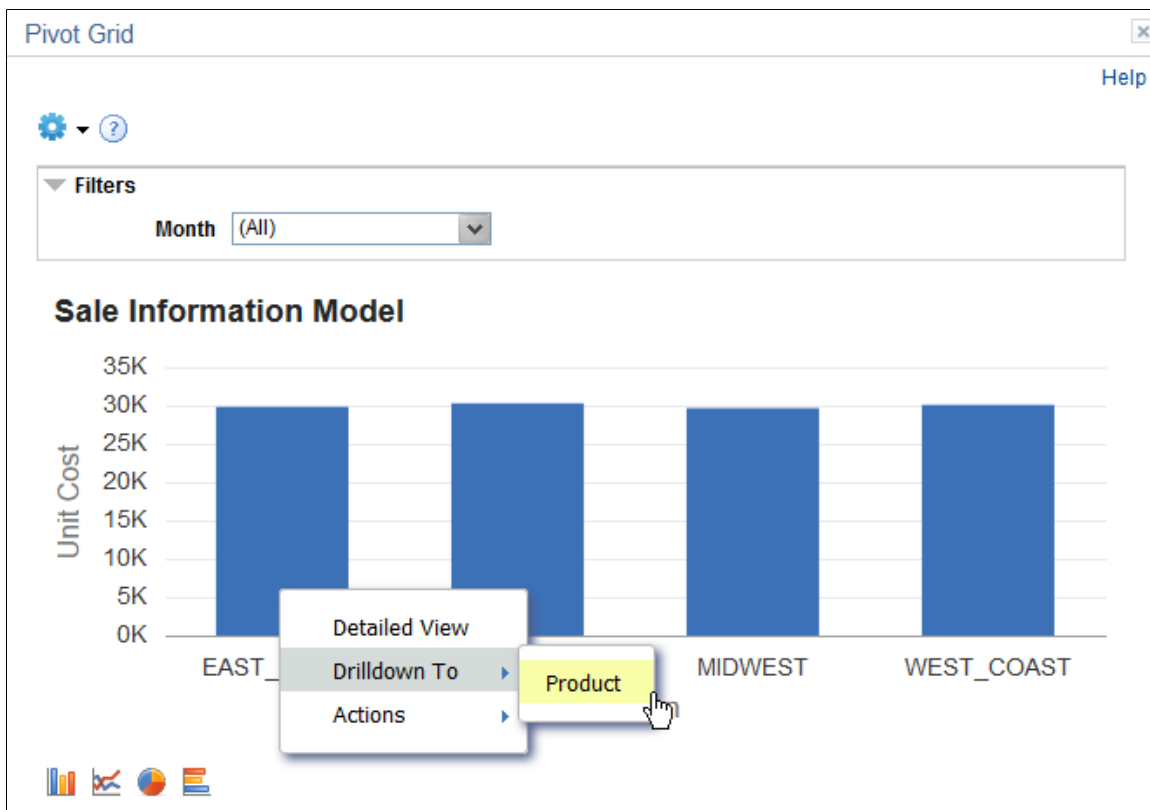 Pivot Grid
Help
Filters
Month (All)
Sale Information Model
35K
30K
25K
20K
15K
10K
5K
0K
Unit Cost
EAST_ MIDWEST WEST_COAST
Detailed View
Drilldown To
Actions
Product